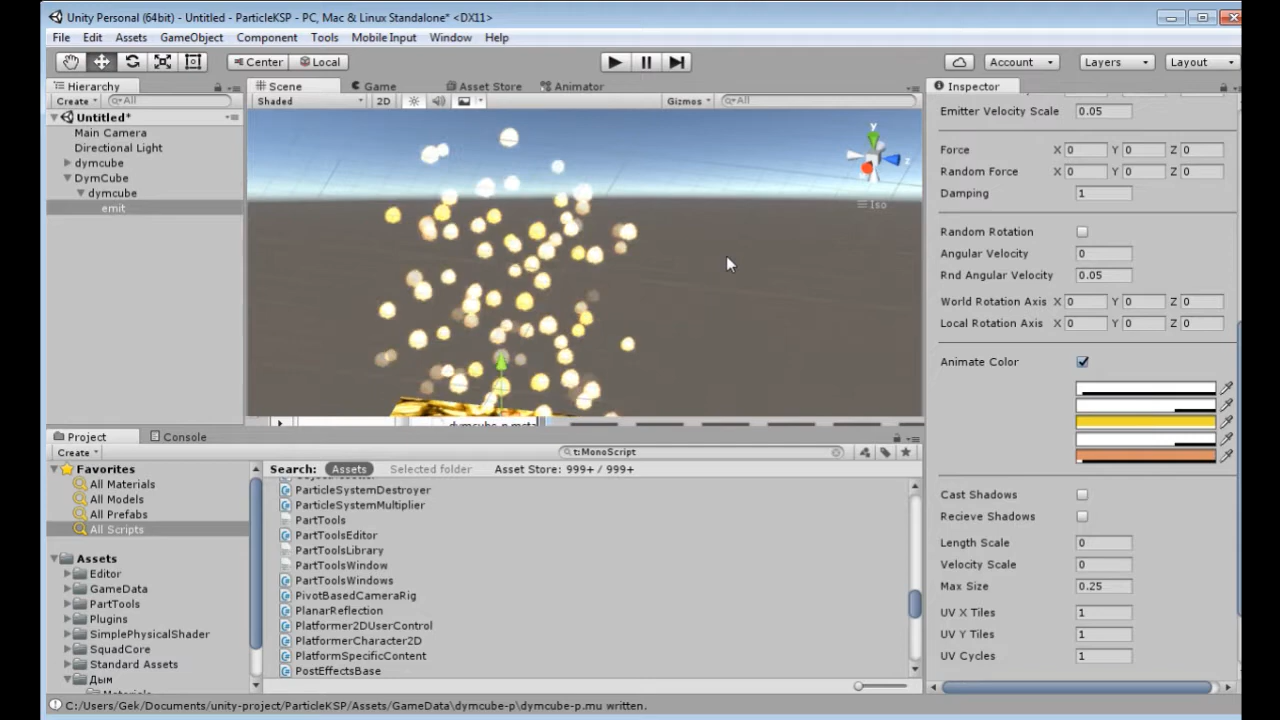 Unity Personal (64bit) - Untitled - ParticleKSP - PC, Mac & Linux Standalone* <DX11>
File Edit Assets GameObject Component Tools Mobile Input Window Help
Center Local Account Layers Layout
Hierarchy
Create All
Untitled*
Main Camera
Directional Light
dymcube
DymCube
dymcube
emit
Scene Game Asset Store Animator
Shaded 2D Gizmos All
y
z
Iso
Inspector
Emitter Velocity Scale 0.05
Force X 0 Y 0 Z 0
Random Force X 0 Y 0 Z 0
Damping 1
Random Rotation
Angular Velocity 0
Rnd Angular Velocity 0.05
World Rotation Axis X 0 Y 0 Z 0
Local Rotation Axis X 0 Y 0 Z 0
Animate Color
Cast Shadows
Recieve Shadows
Length Scale 0
Velocity Scale 0
Max Size 0.25
UV X Tiles 1
UV Y Tiles 1
UV Cycles 1
Project Console
Create t:MonoScript
Favorites
All Materials
All Models
All Prefabs
All Scripts
Assets
Editor
GameData
PartTools
Plugins
SimplePhysicalShader
SquadCore
Standard Assets
Дым
Search: Assets Selected folder Asset Store: 999+ / 999+
ParticleSystemDestroyer
ParticleSystemMultiplier
PartTools
PartToolsEditor
PartToolsLibrary
PartToolsWindow
PartToolsWindows
PivotBasedCameraRig
PlanarReflection
Platformer2DUserControl
PlatformerCharacter2D
PlatformSpecificContent
PostEffectsBase
C:/Users/Gek/Documents/unity-project/ParticleKSP/Assets/GameData\dymcube-p\dymcube-p.mu written.